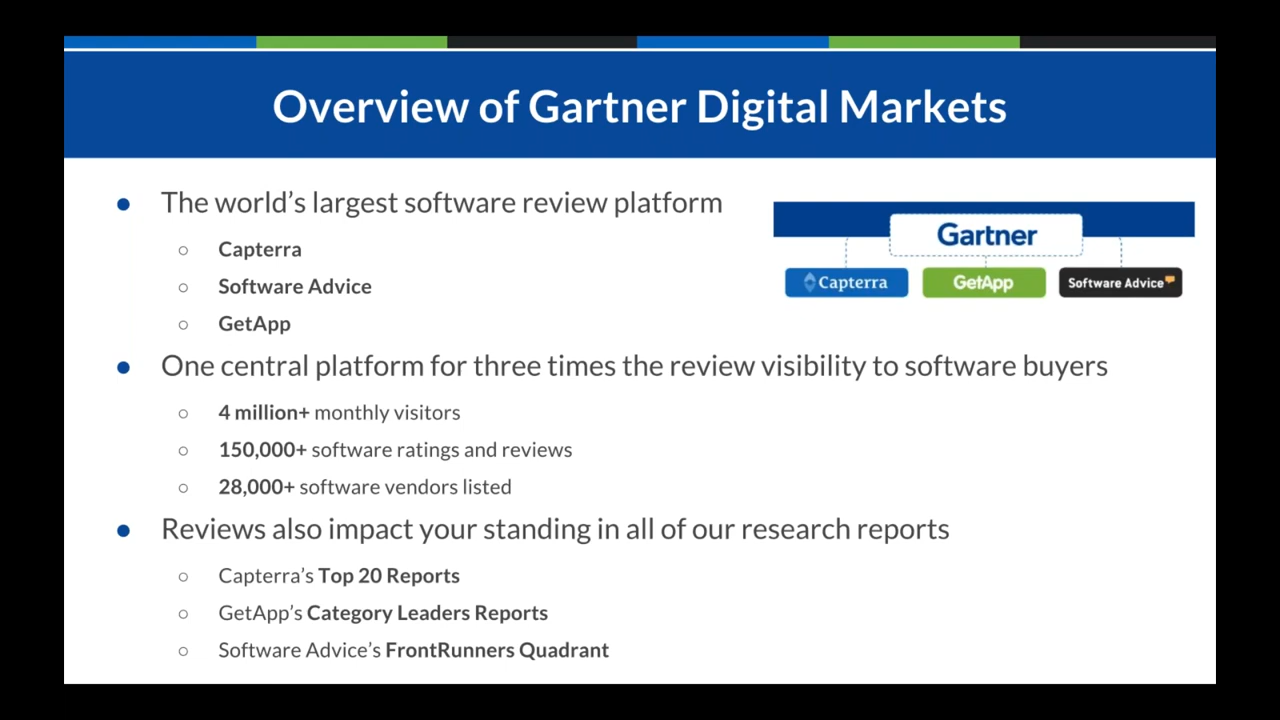 Overview of Gartner Digital Markets
● The world’s largest software review platform
○ Capterra
○ Software Advice
○ GetApp
Gartner
Capterra
GetApp
Software Advice
● One central platform for three times the review visibility to software buyers
○ 4 million+ monthly visitors
○ 150,000+ software ratings and reviews
○ 28,000+ software vendors listed
● Reviews also impact your standing in all of our research reports
○ Capterra’s Top 20 Reports
○ GetApp’s Category Leaders Reports
○ Software Advice’s FrontRunners Quadrant